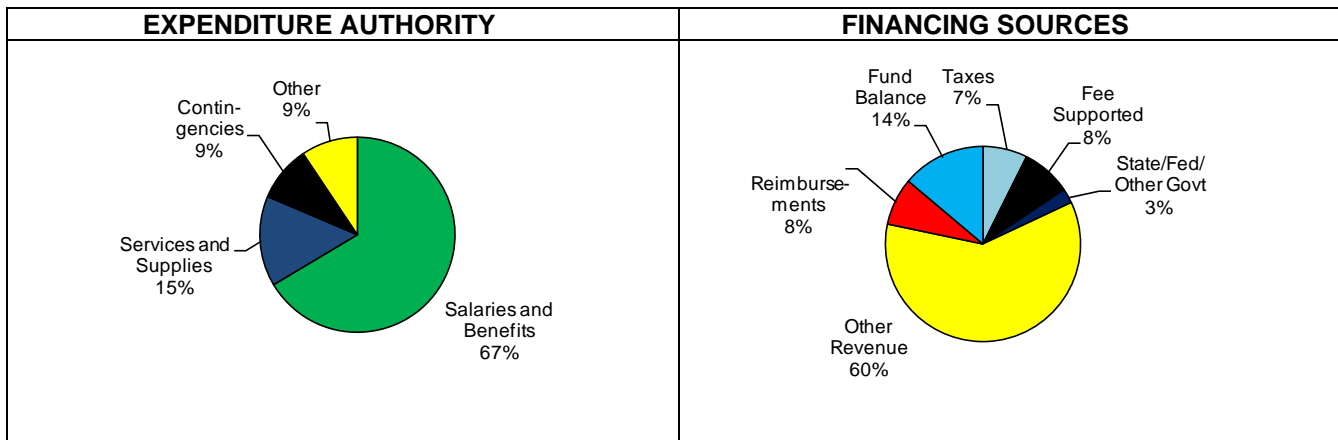 EXPENDITURE AUTHORITY
Other
9%
Contin-
gencies
9%
Services and
Supplies
15%
Salaries and
Benefits
67%
FINANCING SOURCES
Fund
Balance
14%
Taxes
7%
Fee
Supported
8%
State/Fed/
Other Govt
3%
Reimburse-
ments
8%
Other
Revenue
60%